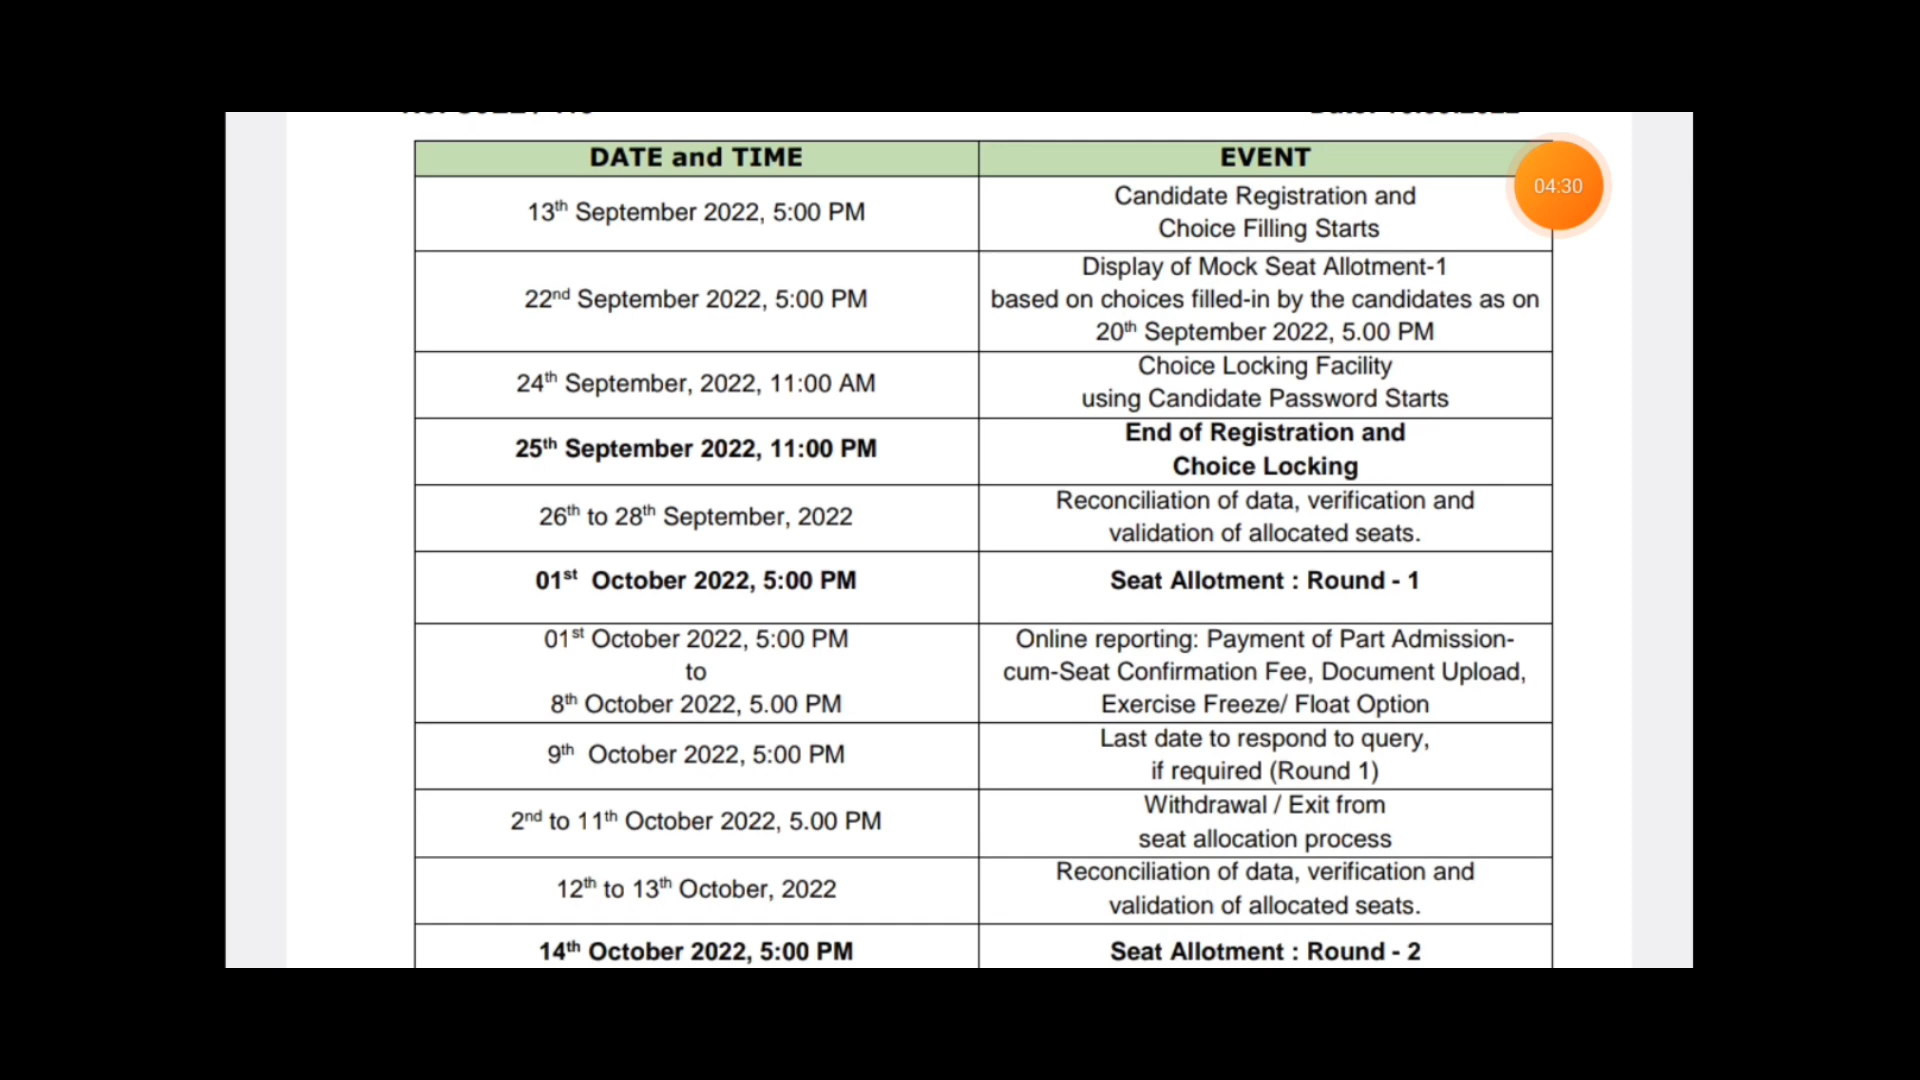 DATE and TIME
EVENT
04:30
13th September 2022, 5:00 PM
Candidate Registration and
Choice Filling Starts
22nd September 2022, 5:00 PM
Display of Mock Seat Allotment-1
based on choices filled-in by the candidates as on
20th September 2022, 5.00 PM
24th September, 2022, 11:00 AM
Choice Locking Facility
using Candidate Password Starts
25th September 2022, 11:00 PM
End of Registration and
Choice Locking
26th to 28th September, 2022
Reconciliation of data, verification and
validation of allocated seats.
01st October 2022, 5:00 PM
Seat Allotment : Round - 1
01st October 2022, 5:00 PM
to
8th October 2022, 5.00 PM
Online reporting: Payment of Part Admission-
cum-Seat Confirmation Fee, Document Upload,
Exercise Freeze/ Float Option
9th October 2022, 5:00 PM
Last date to respond to query,
if required (Round 1)
2nd to 11th October 2022, 5.00 PM
Withdrawal / Exit from
seat allocation process
12th to 13th October, 2022
Reconciliation of data, verification and
validation of allocated seats.
14th October 2022, 5:00 PM
Seat Allotment : Round - 2